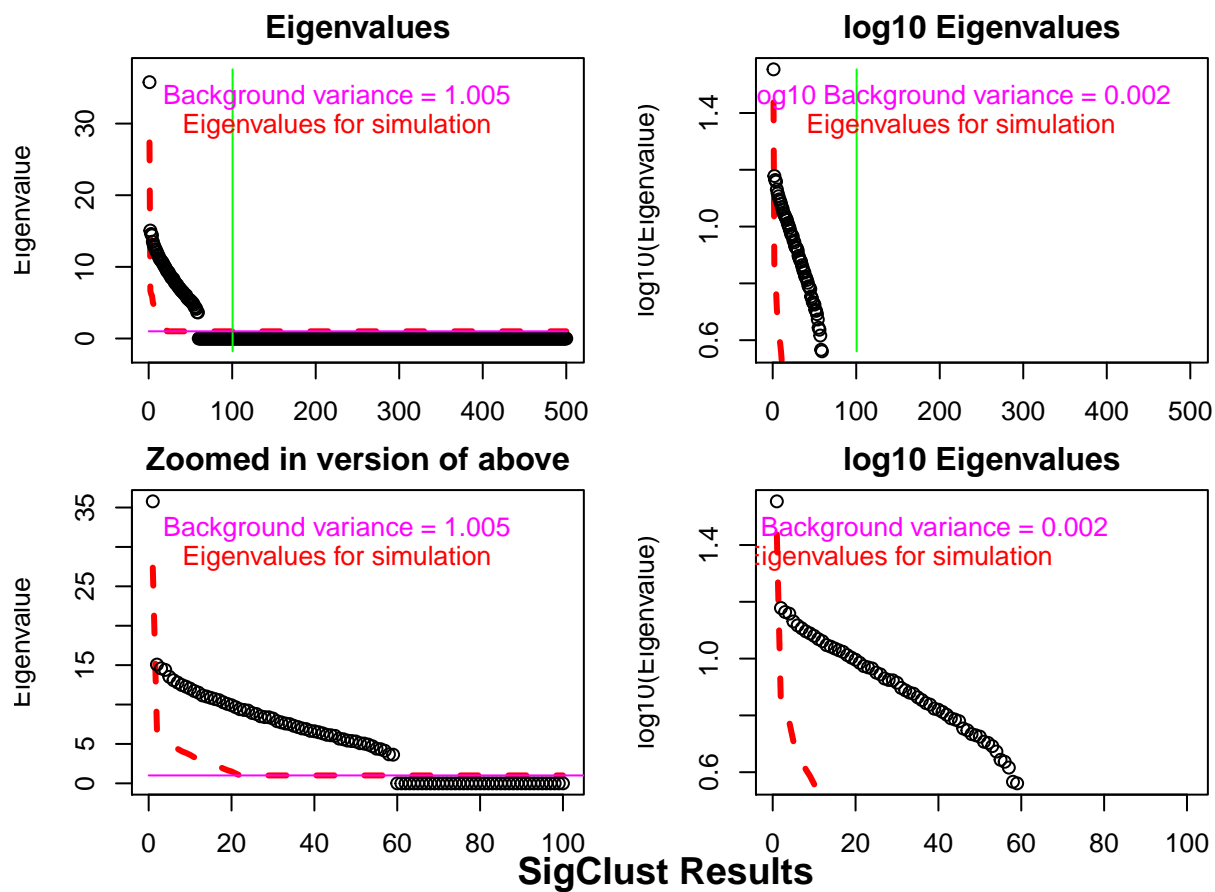 Eigenvalues
Background variance = 1.005
Eigenvalues for simulation
Eigenvalue
0 10 20 30
0 100 200 300 400 500
log10 Eigenvalues
og10 Background variance = 0.002
Eigenvalues for simulation
log10(Eigenvalue)
0.6 1.0 1.4
0 100 200 300 400 500
Zoomed in version of above
Background variance = 1.005
Eigenvalues for simulation
Eigenvalue
0 5 15 25 35
0 20 40 60 80 100
log10 Eigenvalues
Background variance = 0.002
Eigenvalues for simulation
log10(Eigenvalue)
0.6 1.0 1.4
0 20 40 60 80 100
SigClust Results